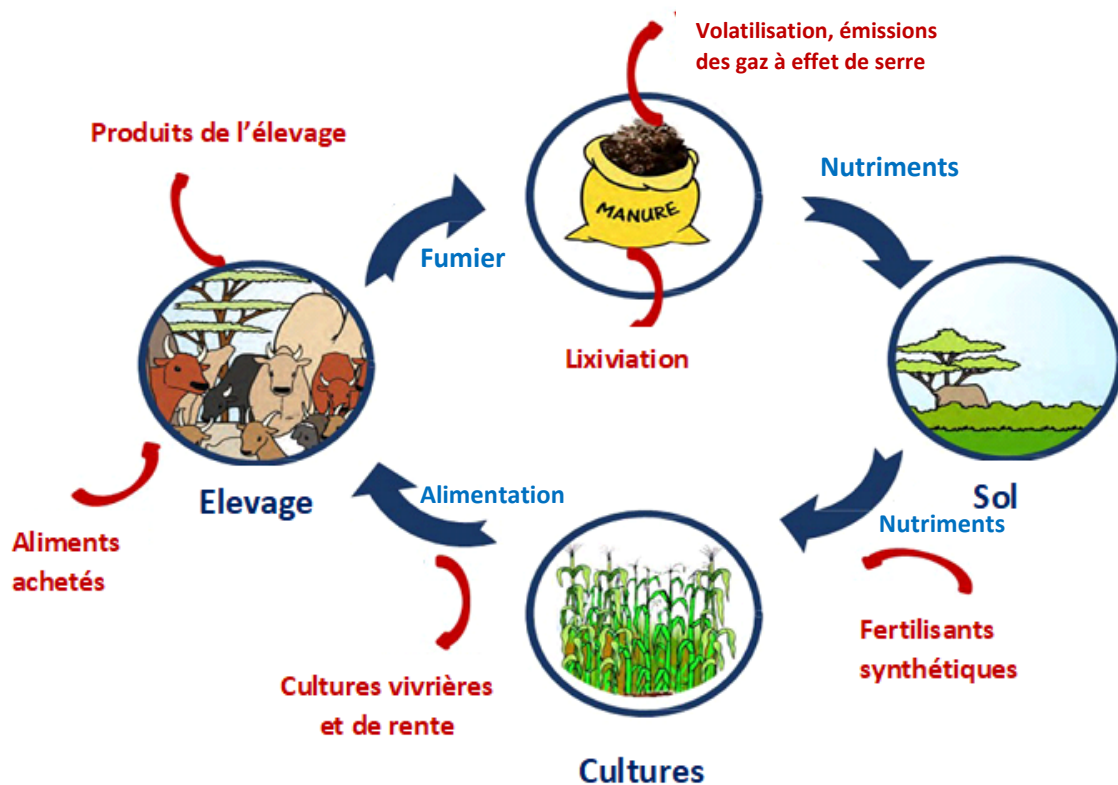 Volatilisation, émissions
des gaz à effet de serre
Produits de l’élevage
Nutriments
MANURE
Fumier
Lixiviation
Elevage
Alimentation
Sol
Nutriments
Aliments
achetés
Fertilisants
synthétiques
Cultures vivrières
et de rente
Cultures